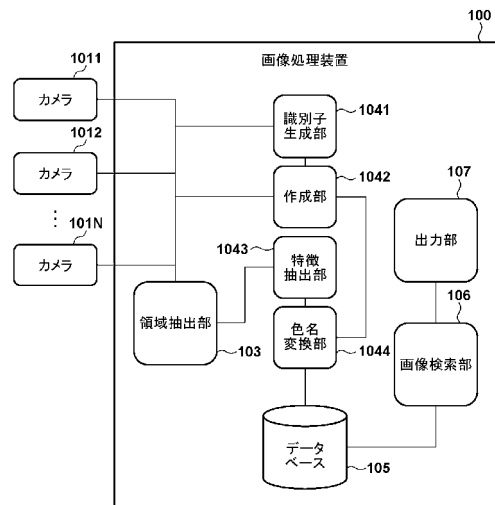 100
画像処理装置
1011
カメラ
1012
カメラ
⋮
101N
カメラ
1041
識別子
生成部
1042
作成部
1043
特徴
抽出部
領域抽出部
103
色名
変換部
1044
107
出力部
106
画像検索部
データ
ベース
105